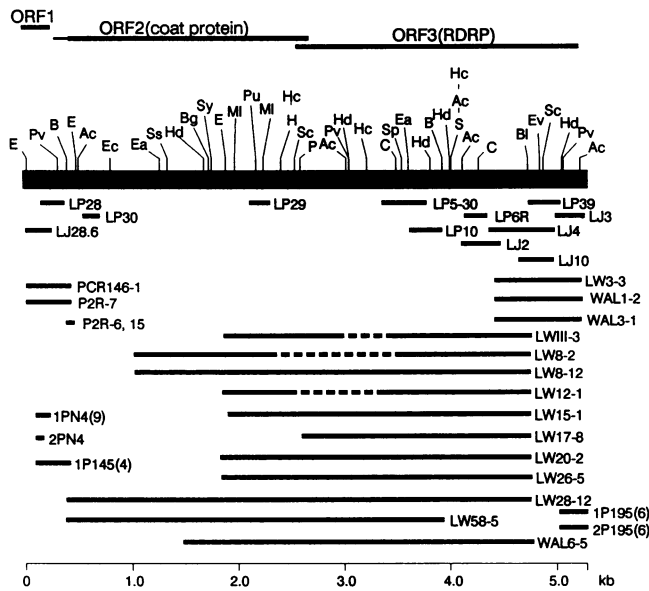 ORF1
ORF2(coat protein)
ORF3(RDRP)
E Pv B E Ac Ec Ea Ss Hd Bg Sy E Ml Pu Ml Hc H Sc P Ac Pv Hd Hc C Sp Ea Hd B Hd Hc Ac S Ac C Bl Ev Sc Hd Pv Ac
LP28 LP29 LP5-30 LP39
LP30 LP6R LJ3
LJ28.6 LP10 LJ4
LJ2
LJ10
PCR146-1 LW3-3
P2R-7 WAL1-2
P2R-6, 15 WAL3-1
LWIII-3
LW8-2
LW8-12
LW12-1
1PN4(9) LW15-1
2PN4 LW17-8
1P145(4) LW20-2
LW26-5
LW28-12
1P195(6)
LW58-5
2P195(6)
WAL6-5
0 1.0 2.0 3.0 4.0 5.0 kb